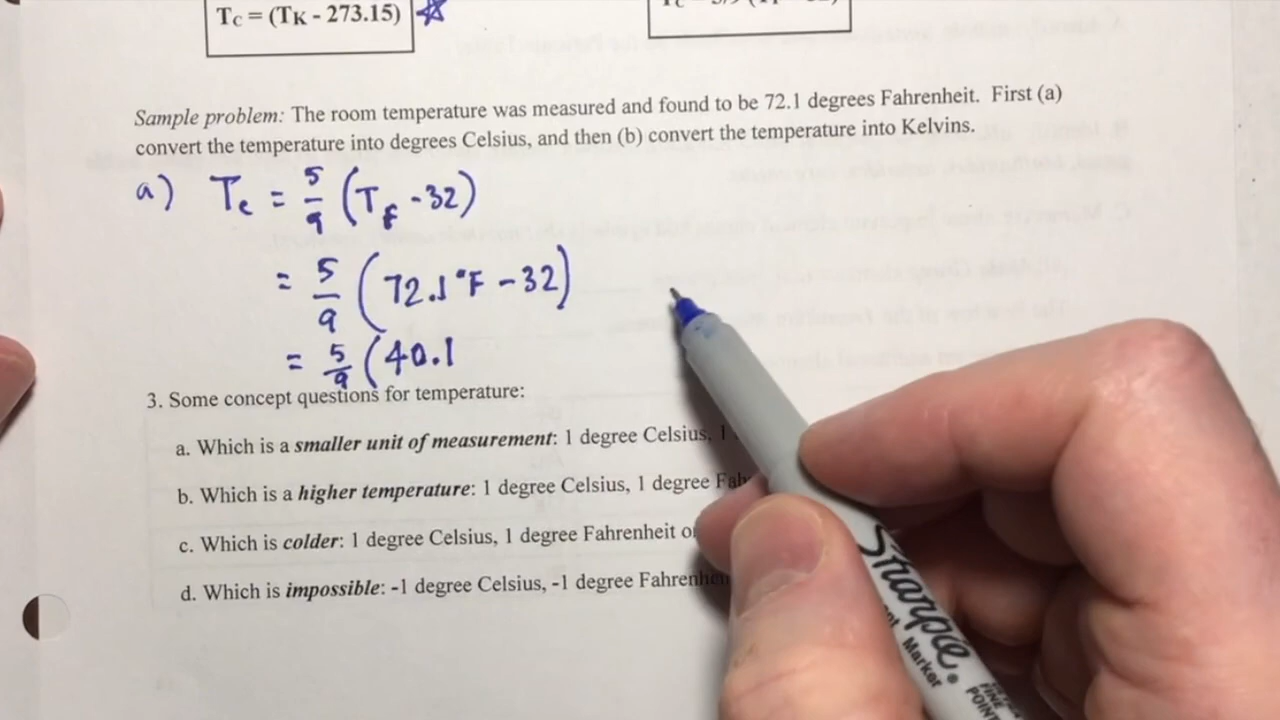 TC = (TK - 273.15)
Sample problem: The room temperature was measured and found to be 72.1 degrees Fahrenheit. First (a)
convert the temperature into degrees Celsius, and then (b) convert the temperature into Kelvins.
a) Tc = 5/9 (TF - 32)
= 5/9 (72.1 °F - 32)
= 5/9 (40.1
3. Some concept questions for temperature:
a. Which is a smaller unit of measurement: 1 degree Celsius, 1
b. Which is a higher temperature: 1 degree Celsius, 1 degree
c. Which is colder: 1 degree Celsius, 1 degree Fahrenheit
d. Which is impossible: -1 degree Celsius, -1 degree
Sharpie.
Marker
FINE
POINT